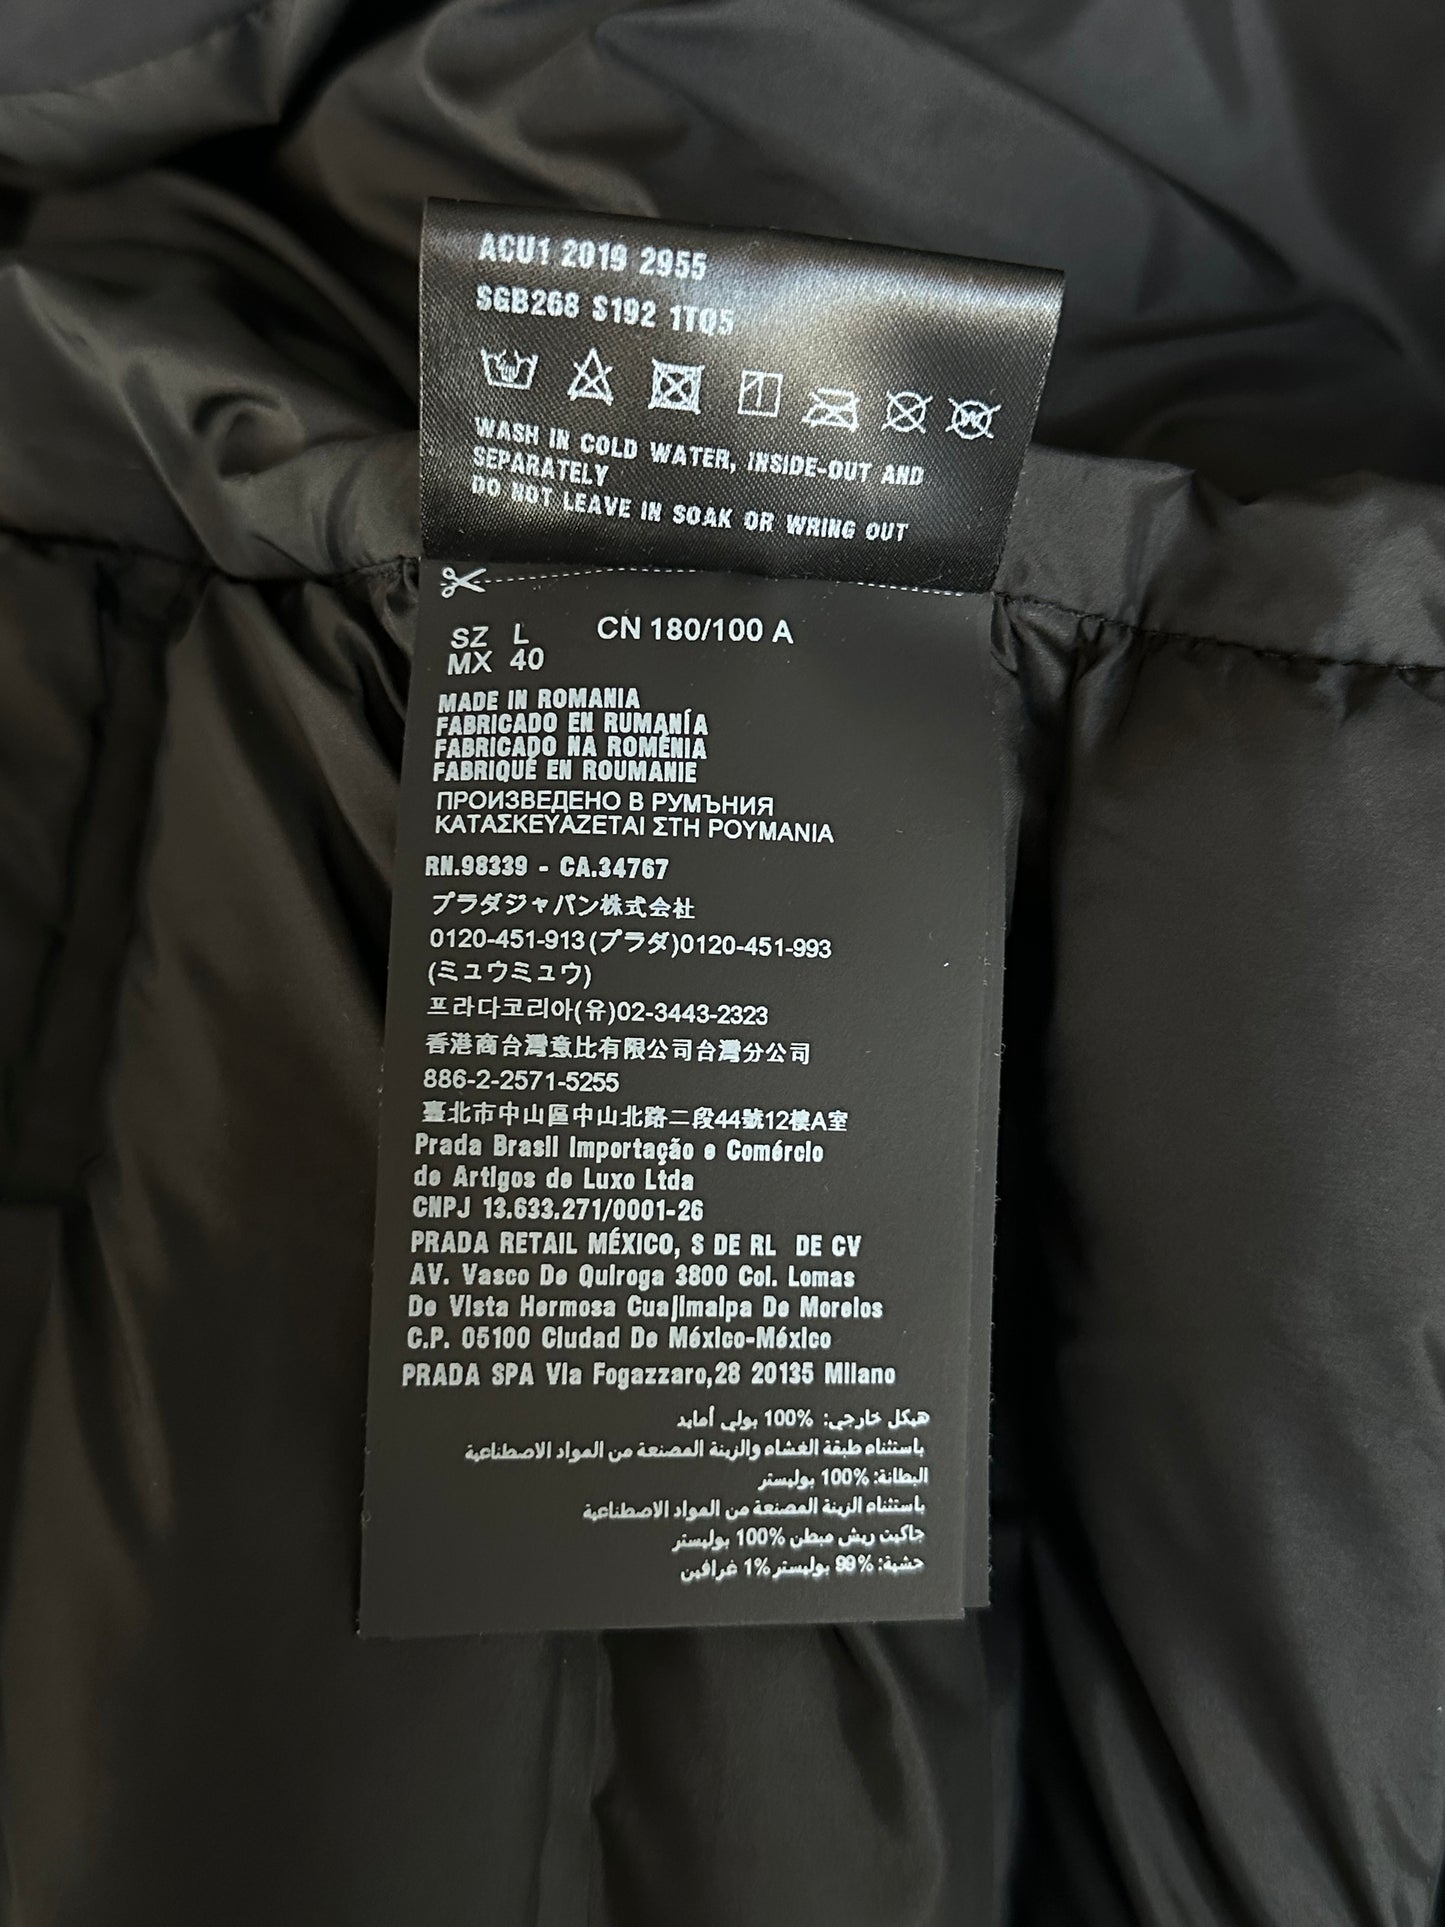 ACU1 2019 2955
SGB268 S192 1T05
WASH IN COLD WATER, INSIDE-OUT AND
SEPARATELY
DO NOT LEAVE IN SOAK OR WRING OUT
SZ L CN 180/100 A
MX 40
MADE IN ROMANIA
FABRICADO EN RUMANÍA
FABRICADO NA ROMÉNIA
FABRIQUÉ EN ROUMANIE
ПРОИЗВЕДЕНО В РУМЪНИЯ
ΚΑΤΑΣΚΕΥΑΖΕΤΑΙ ΣΤΗ ΡΟΥΜΑΝΙΑ
RN.98339 - CA.34767
プラダジャパン株式会社
0120-451-913(プラダ)0120-451-993
(ミュウミュウ)
프라다코리아(유)02-3443-2323
香港商台灣意比有限公司台灣分公司
886-2-2571-5255
臺北市中山區中山北路二段44號12樓A室
Prada Brasil Importação e Comércio
de Artigos de Luxo Ltda
CNPJ 13.633.271/0001-26
PRADA RETAIL MÉXICO, S DE RL DE CV
AV. Vasco De Quiroga 3800 Col. Lomas
De Vista Hermosa Cuajimalpa De Morelos
C.P. 05100 Ciudad De México-México
PRADA SPA Via Fogazzaro,28 20135 Milano
هيكل خارجي: 100% بولي أمايد
باستثناء طبقة الغشاء والزينة المصنعة من المواد الاصطناعية
البطانة: 100% بوليستر
باستثناء الزينة المصنعة من المواد الاصطناعية
جاكيت ريش مبطن 100% بوليستر
حشية: 99% بوليستر 1% غرافين